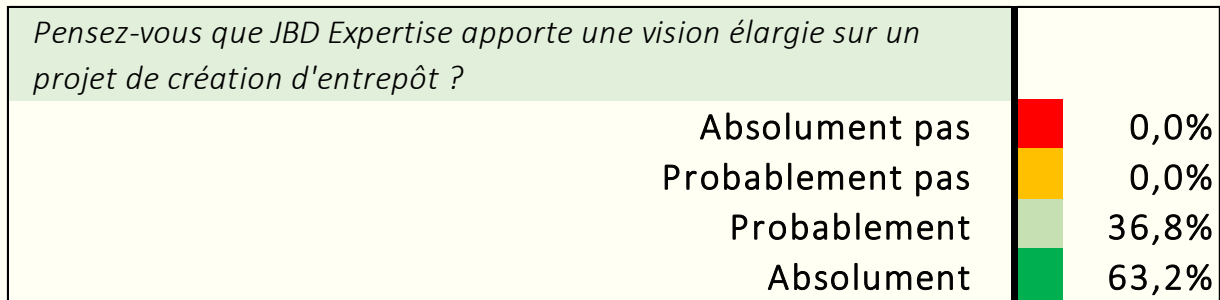 Pensez-vous que JBD Expertise apporte une vision élargie sur un
projet de création d'entrepôt ?
Absolument pas 0,0%
Probablement pas 0,0%
Probablement 36,8%
Absolument 63,2%